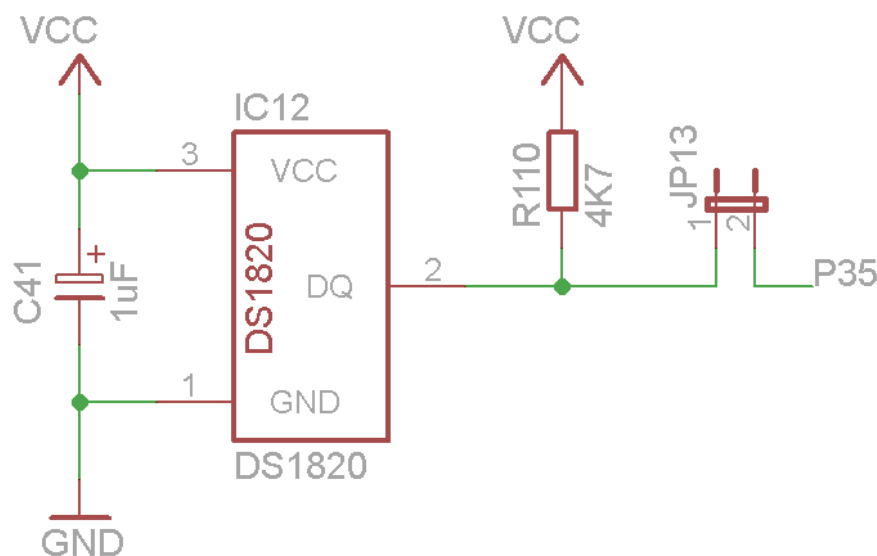 VCC
VCC
IC12
3
VCC
R110
4K7
JP13
1
2
C41
+
1uF
DS1820
DQ
2
P35
1
GND
DS1820
GND